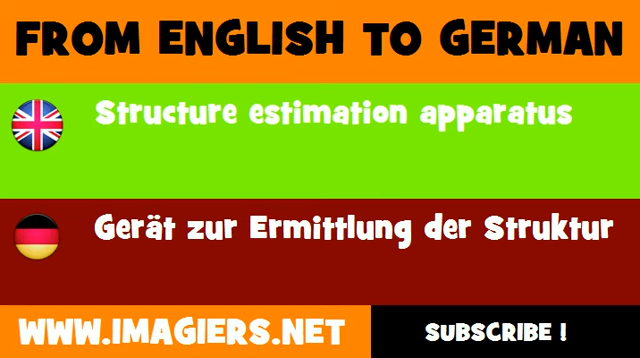 FROM ENGLISH TO GERMAN
Structure estimation apparatus
Gerät zur Ermittlung der Struktur
WWW.IMAGIERS.NET
SUBSCRIBE !